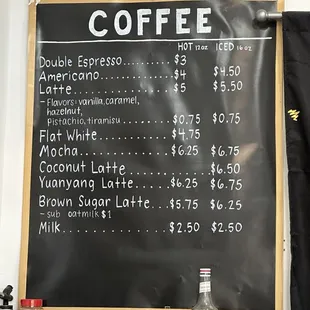 COFFEE
HOT 12oz ICED 16oz
Double Espresso.......... $3
Americano............... $4 $4.50
Latte.................... $5 $5.50
- Flavors: vanilla, caramel,
hazelnut,
Pistachio, tiramisu..... $0.75 $0.75
Flat White............. $4.75
Mocha................ $6.25 $6.75
Coconut Latte.............. $6.50
Yuanyang Latte..... $6.25 $6.75
Brown Sugar Latte... $5.75 $6.25
- sub oatmilk $1
Milk................ $2.50 $2.50